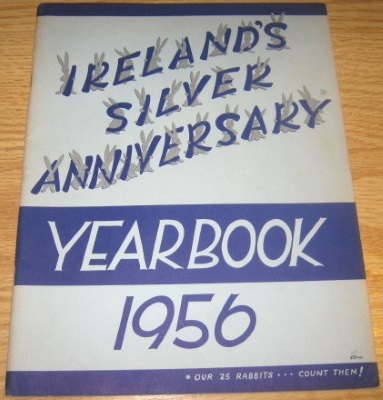 IRELAND'S
SILVER
ANNIVERSARY
YEARBOOK
1956
* OUR 25 RABBITS - - - COUNT THEM!